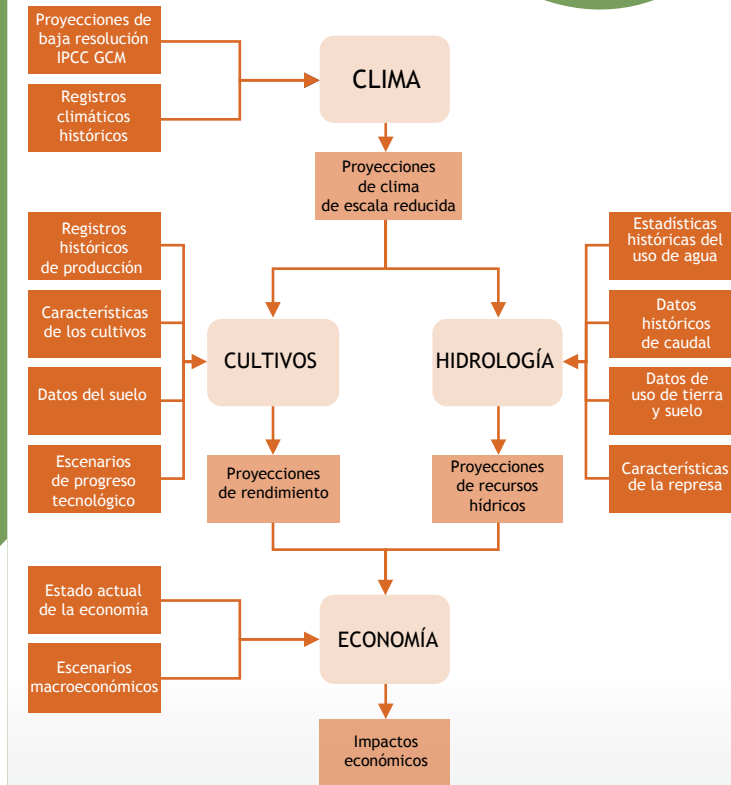 Proyecciones de
baja resolución
IPCC GCM
Registros
climáticos
históricos
CLIMA
Proyecciones
de clima
de escala reducida
Registros
históricos
de producción
Características
de los cultivos
Datos del suelo
Escenarios
de progreso
tecnológico
CULTIVOS
HIDROLOGÍA
Estadísticas
históricas del
uso de agua
Datos
históricos
de caudal
Datos de
uso de tierra
y suelo
Características
de la represa
Proyecciones
de rendimiento
Proyecciones
de recursos
hídricos
Estado actual
de la economía
Escenarios
macroeconómicos
ECONOMÍA
Impactos
económicos